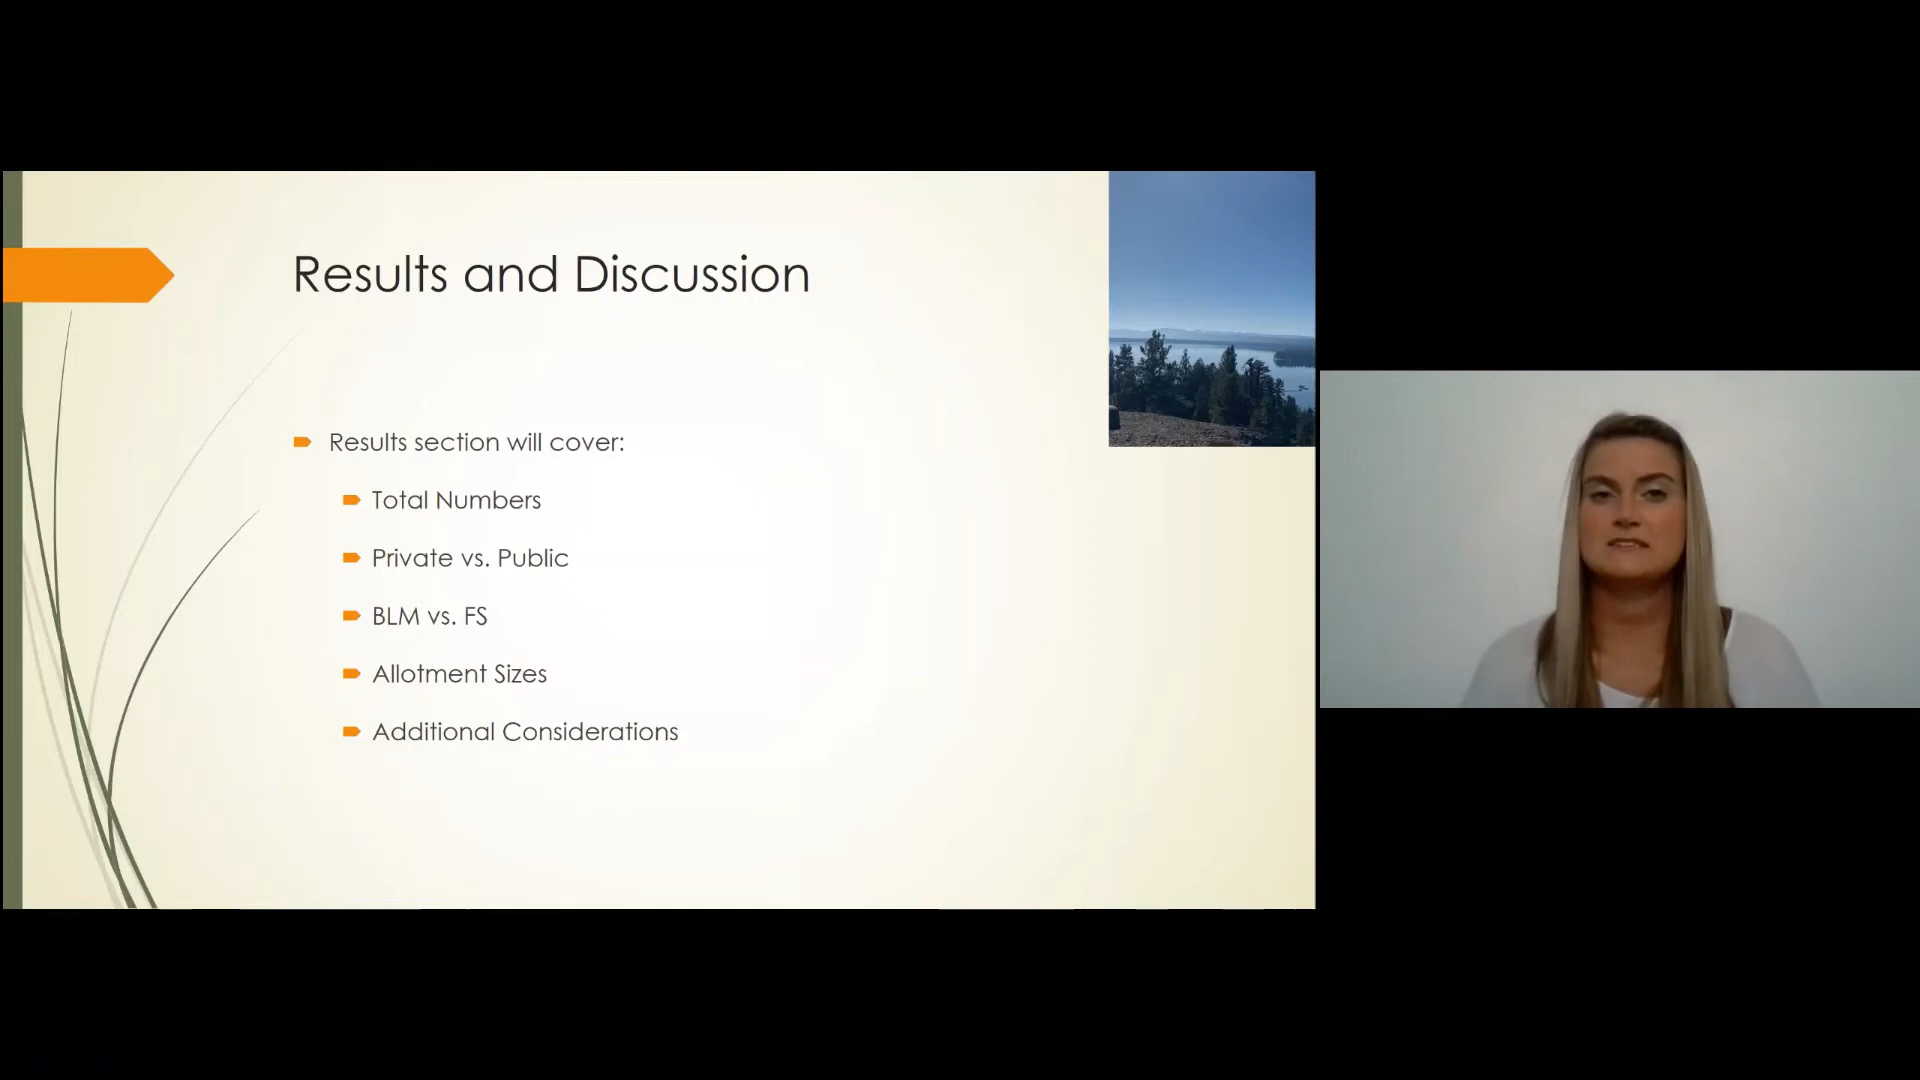 Results and Discussion
Results section will cover:
Total Numbers
Private vs. Public
BLM vs. FS
Allotment Sizes
Additional Considerations